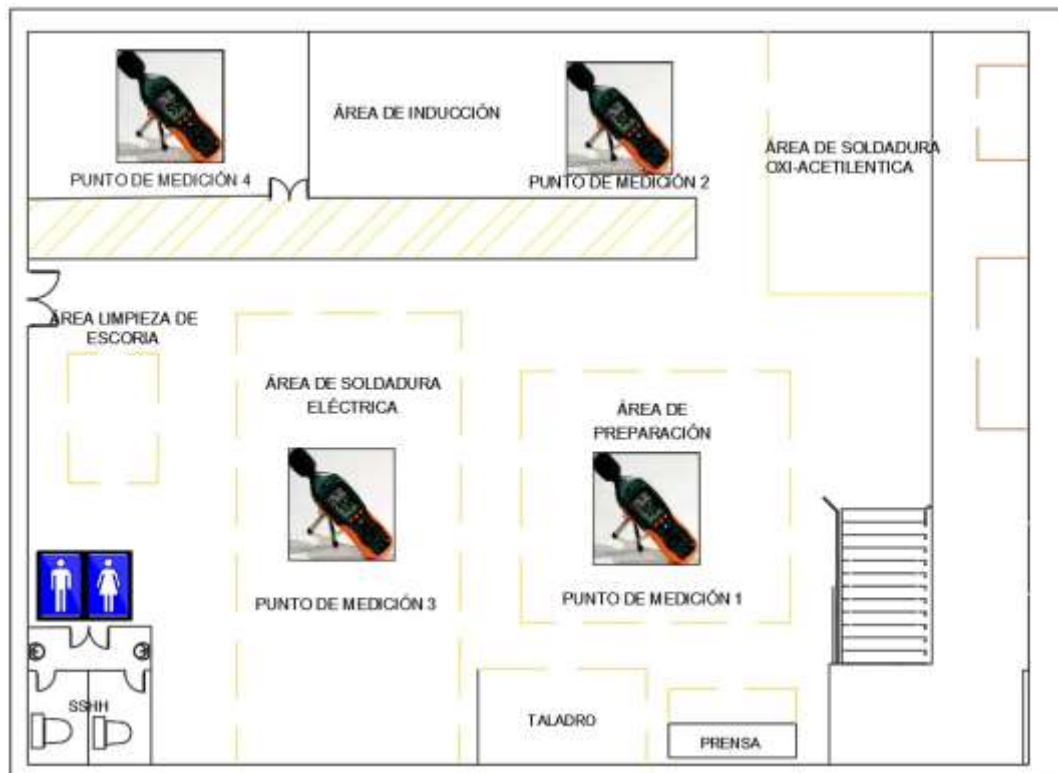 ÁREA DE INDUCCIÓN
ÁREA DE SOLDADURA
OXI-ACETILENTICA
PUNTO DE MEDICIÓN 4
PUNTO DE MEDICIÓN 2
ÁREA LIMPIEZA DE
ESCORIA
ÁREA DE SOLDADURA
ELÉCTRICA
ÁREA DE
PREPARACIÓN
PUNTO DE MEDICIÓN 3
PUNTO DE MEDICIÓN 1
SSHH
TALADRO
PRENSA